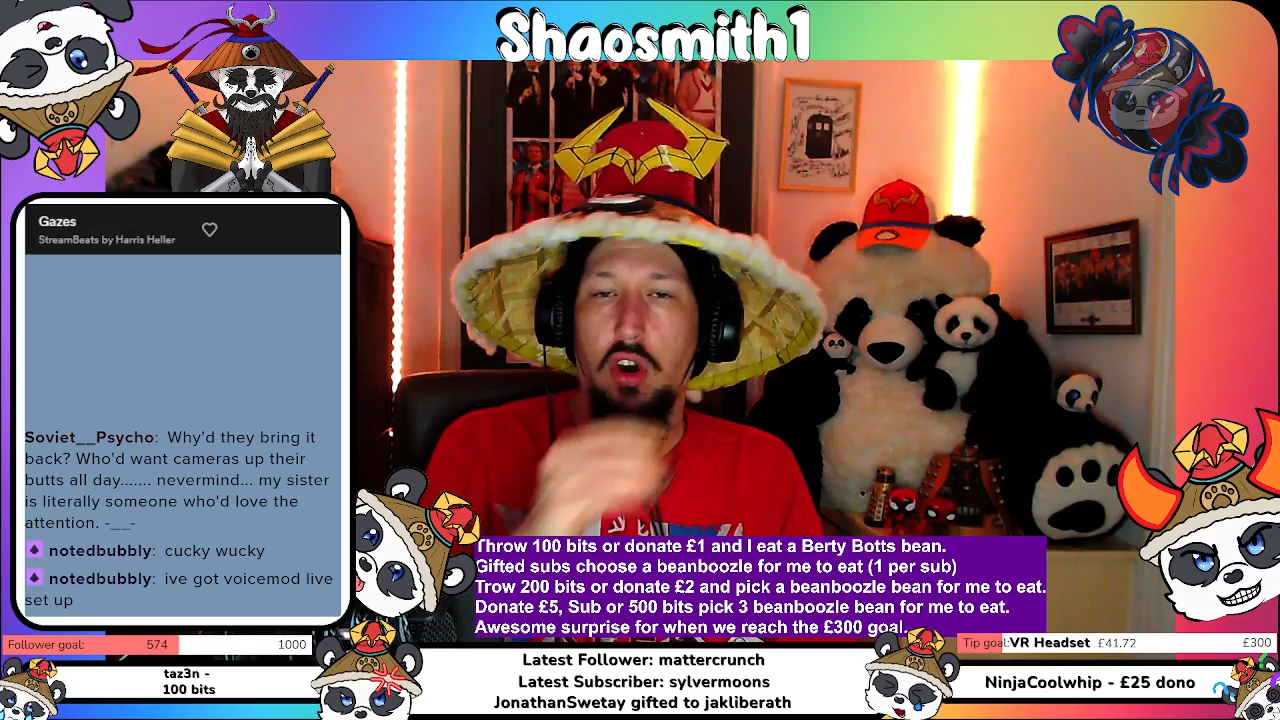 Shaosmith1
Gazes
StreamBeats by Harris Heller
Soviet__Psycho: Why'd they bring it
back? Who'd want cameras up their
butts all day....... nevermind... my sister
is literally someone who'd love the
attention. -__-
notedbubbly: cucky wucky
notedbubbly: ive got voicemod live
set up
Throw 100 bits or donate £1 and I eat a Berty Botts bean.
Gifted subs choose a beanboozle for me to eat (1 per sub)
Trow 200 bits or donate £2 and pick a beanboozle bean for me to eat.
Donate £5, Sub or 500 bits pick 3 beanboozle bean for me to eat.
Awesome surprise for when we reach the £300 goal.
Follower goal: 574 1000
Tip goal: VR Headset £41.72 £300
taz3n -
100 bits
Latest Follower: mattercrunch
Latest Subscriber: sylvermoons
JonathanSwetay gifted to jakliberath
NinjaCoolwhip - £25 dono